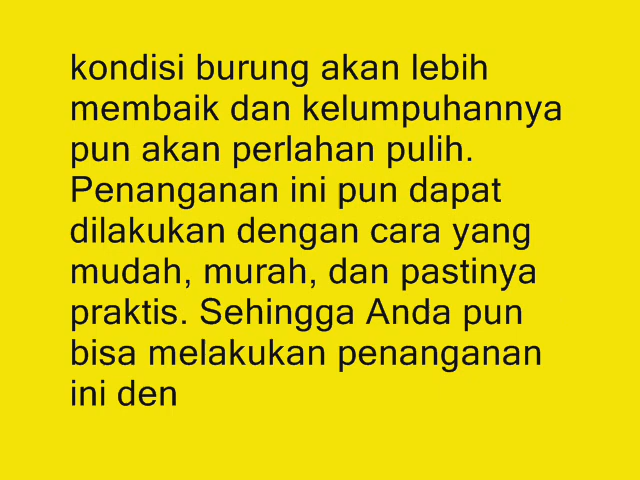 kondisi burung akan lebih
membaik dan kelumpuhannya
pun akan perlahan pulih.
Penanganan ini pun dapat
dilakukan dengan cara yang
mudah, murah, dan pastinya
praktis. Sehingga Anda pun
bisa melakukan penanganan
ini den